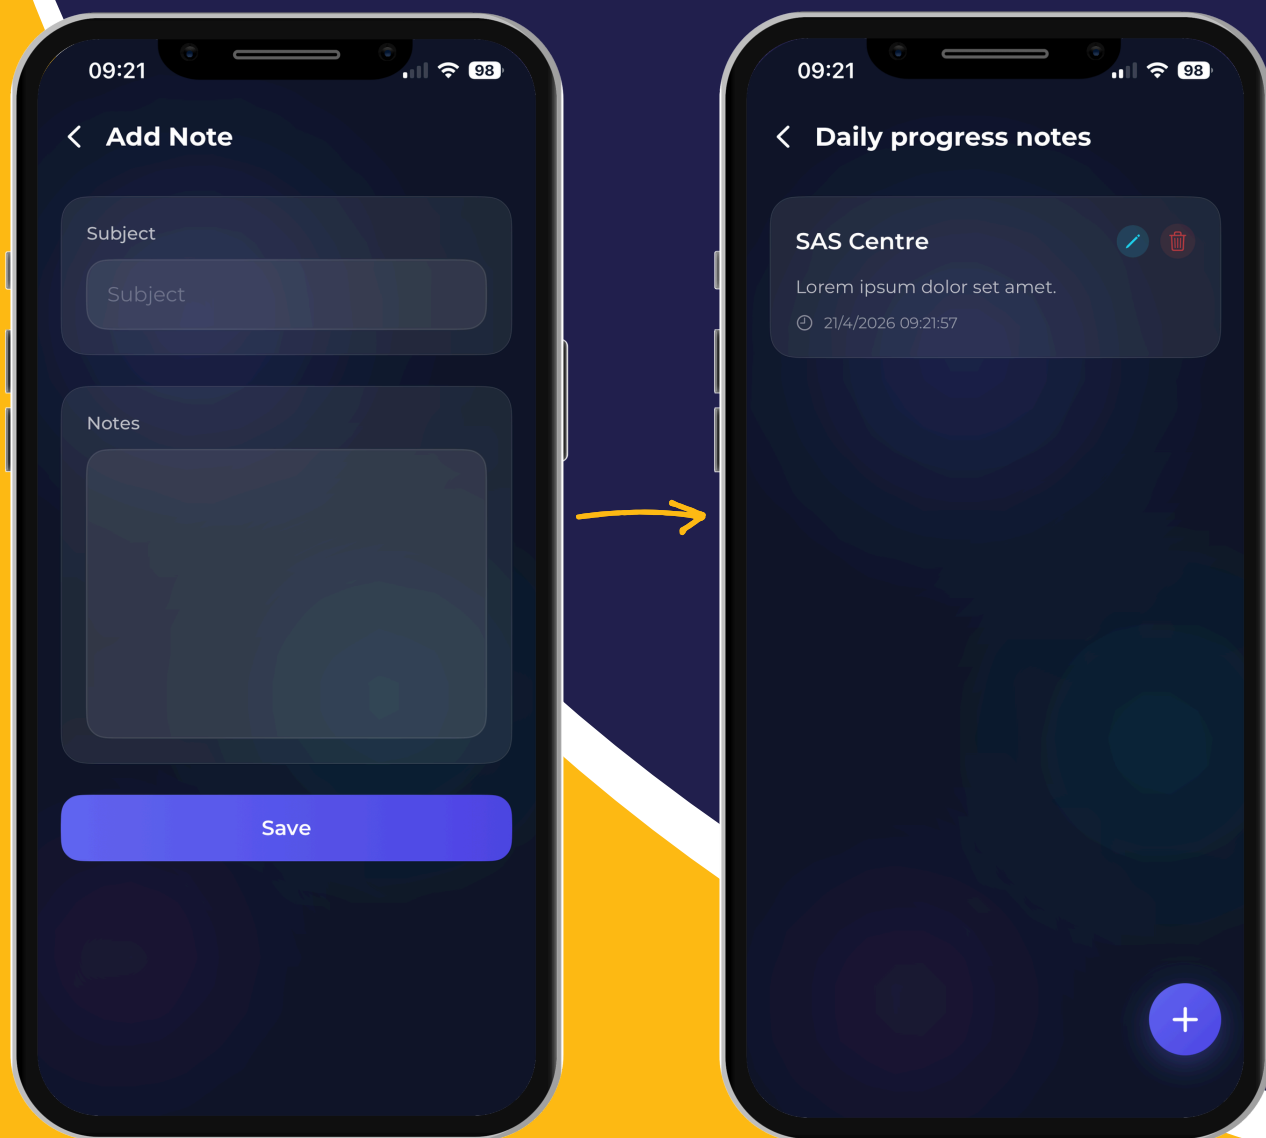 09:21
98
Add Note
Subject
Subject
Notes
Save
09:21
98
Daily progress notes
SAS Centre
Lorem ipsum dolor set amet.
21/4/2026 09:21:57